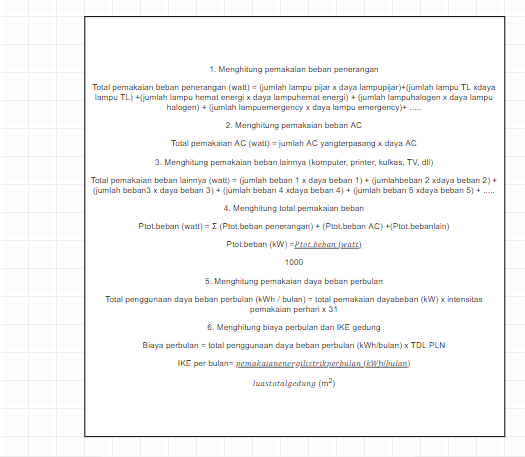 1. Menghitung pemakaian beban penerangan
Total pemakaian beban penerangan (watt) = (jumlah lampu pijar x daya lampupijar)+(jumlah lampu TL xdaya
lampu TL) +(jumlah lampu hemat energi x daya lampuhemat energi) + (jumlah lampuhalogen x daya lampu
halogen) + (jumlah lampuemergency x daya lampu emergency)+ .....
2. Menghitung pemakaian beban AC
Total pemakaian AC (watt) = jumlah AC yangterpasang x daya AC
3. Menghitung pemakaian beban lainnya (komputer, printer, kulkas, TV, dll)
Total pemakaian beban lainnya (watt) = (jumlah beban 1 x daya beban 1) + (jumlahbeban 2 xdaya beban 2) +
(jumlah beban3 x daya beban 3) + (jumlah beban 4 xdaya beban 4) + (jumlah beban 5 xdaya beban 5) + .....
4. Menghitung total pemakaian beban
Ptot.beban (watt) = Σ (Ptot.beban penerangan) + (Ptot.beban AC) +(Ptot.bebanlain)
Ptot.beban (kW) =Ptot.beban (watt)
1000
5. Menghitung pemakaian daya beban perbulan
Total penggunaan daya beban perbulan (kWh / bulan) = total pemakaian dayabeban (kW) x intensitas
pemakaian perhari x 31
6. Menghitung biaya perbulan dan IKE gedung
Biaya perbulan = total penggunaan daya beban perbulan (kWh/bulan) x TDL PLN
IKE per bulan= pemakaianenergilistrikperbulan (kWh/bulan)
luastotalgedung (m²)